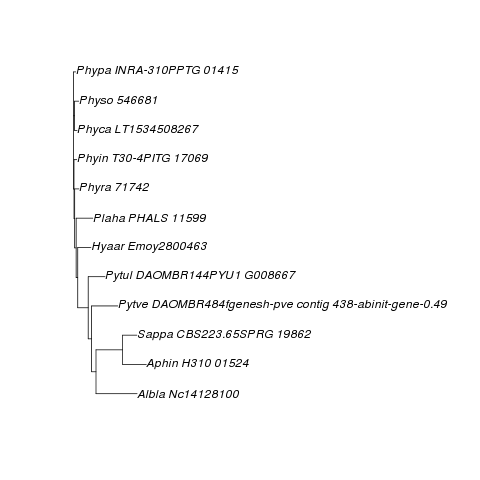 Phypa INRA-310PPTG 01415
Physo 546681
Phyca LT1534508267
Phyin T30-4PITG 17069
Phyra 71742
Plaha PHALS 11599
Hyaar Emoy2800463
Pytul DAOMBR144PYU1 G008667
Pytve DAOMBR484fgenesh-pve contig 438-abinit-gene-0.49
Sappa CBS223.65SPRG 19862
Aphin H310 01524
Albla Nc14128100